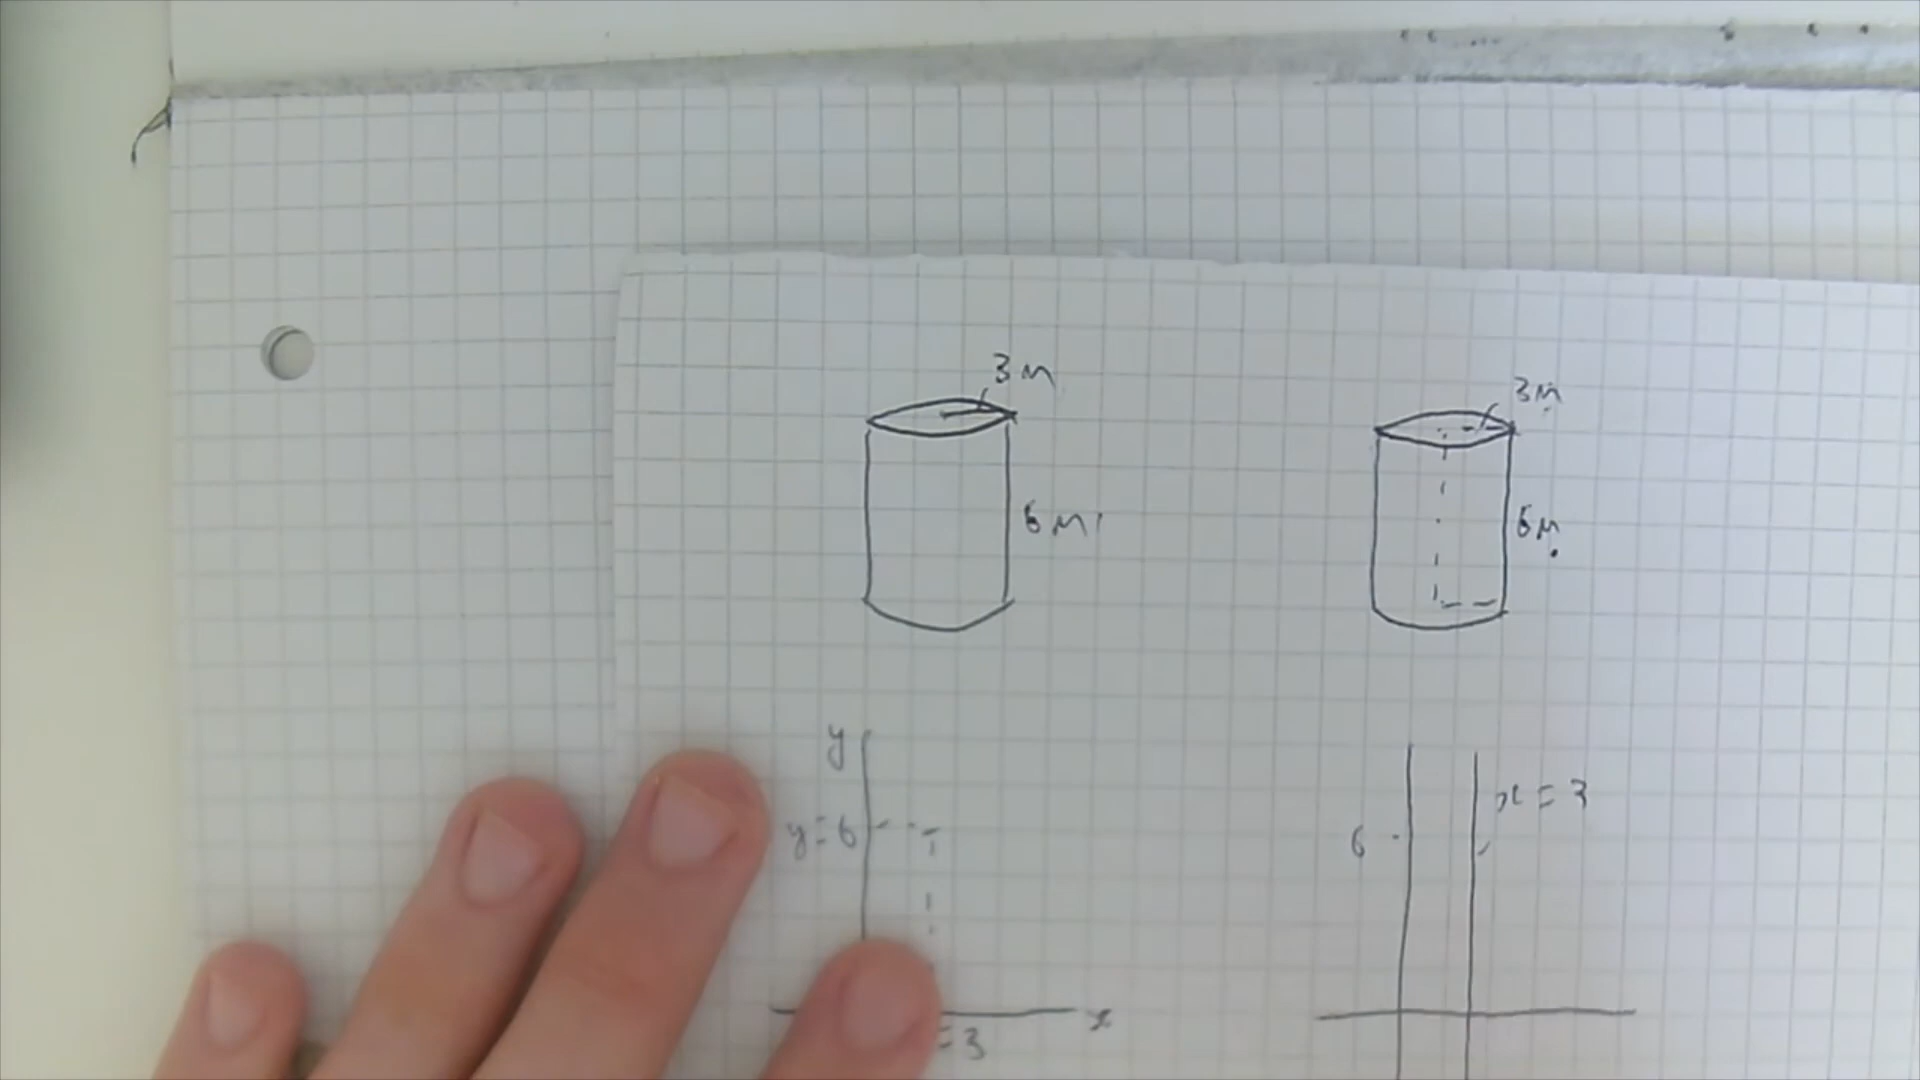 3m
3m
6m
6m
y
x = 3
y = 6
6
x
= 3